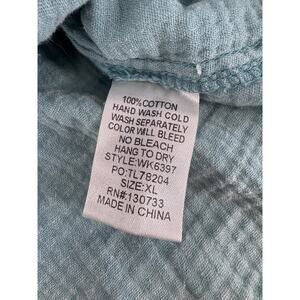 100% COTTON
HAND WASH COLD
WASH SEPARATELY
COLOR WILL BLEED
NO BLEACH
HANG TO DRY
STYLE: WK6397
PO: TL78204
SIZE: XL
RN#130733
MADE IN CHINA